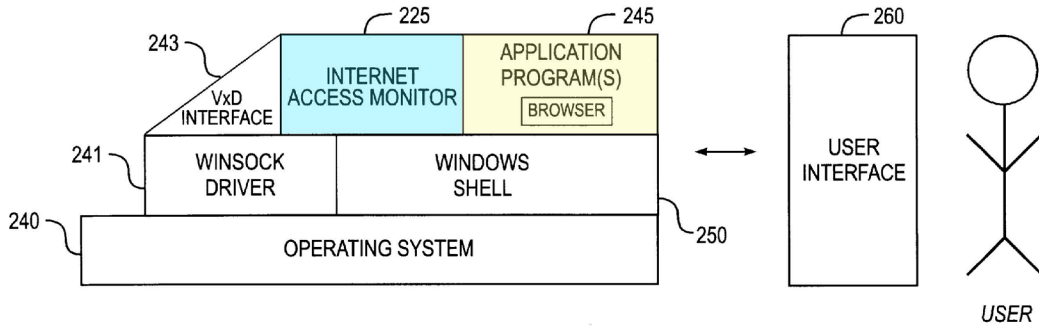 225
245
260
243
VxD
INTERFACE
INTERNET
ACCESS MONITOR
APPLICATION
PROGRAM(S)
BROWSER
241
WINSOCK
DRIVER
WINDOWS
SHELL
USER
INTERFACE
240
OPERATING SYSTEM
250
USER